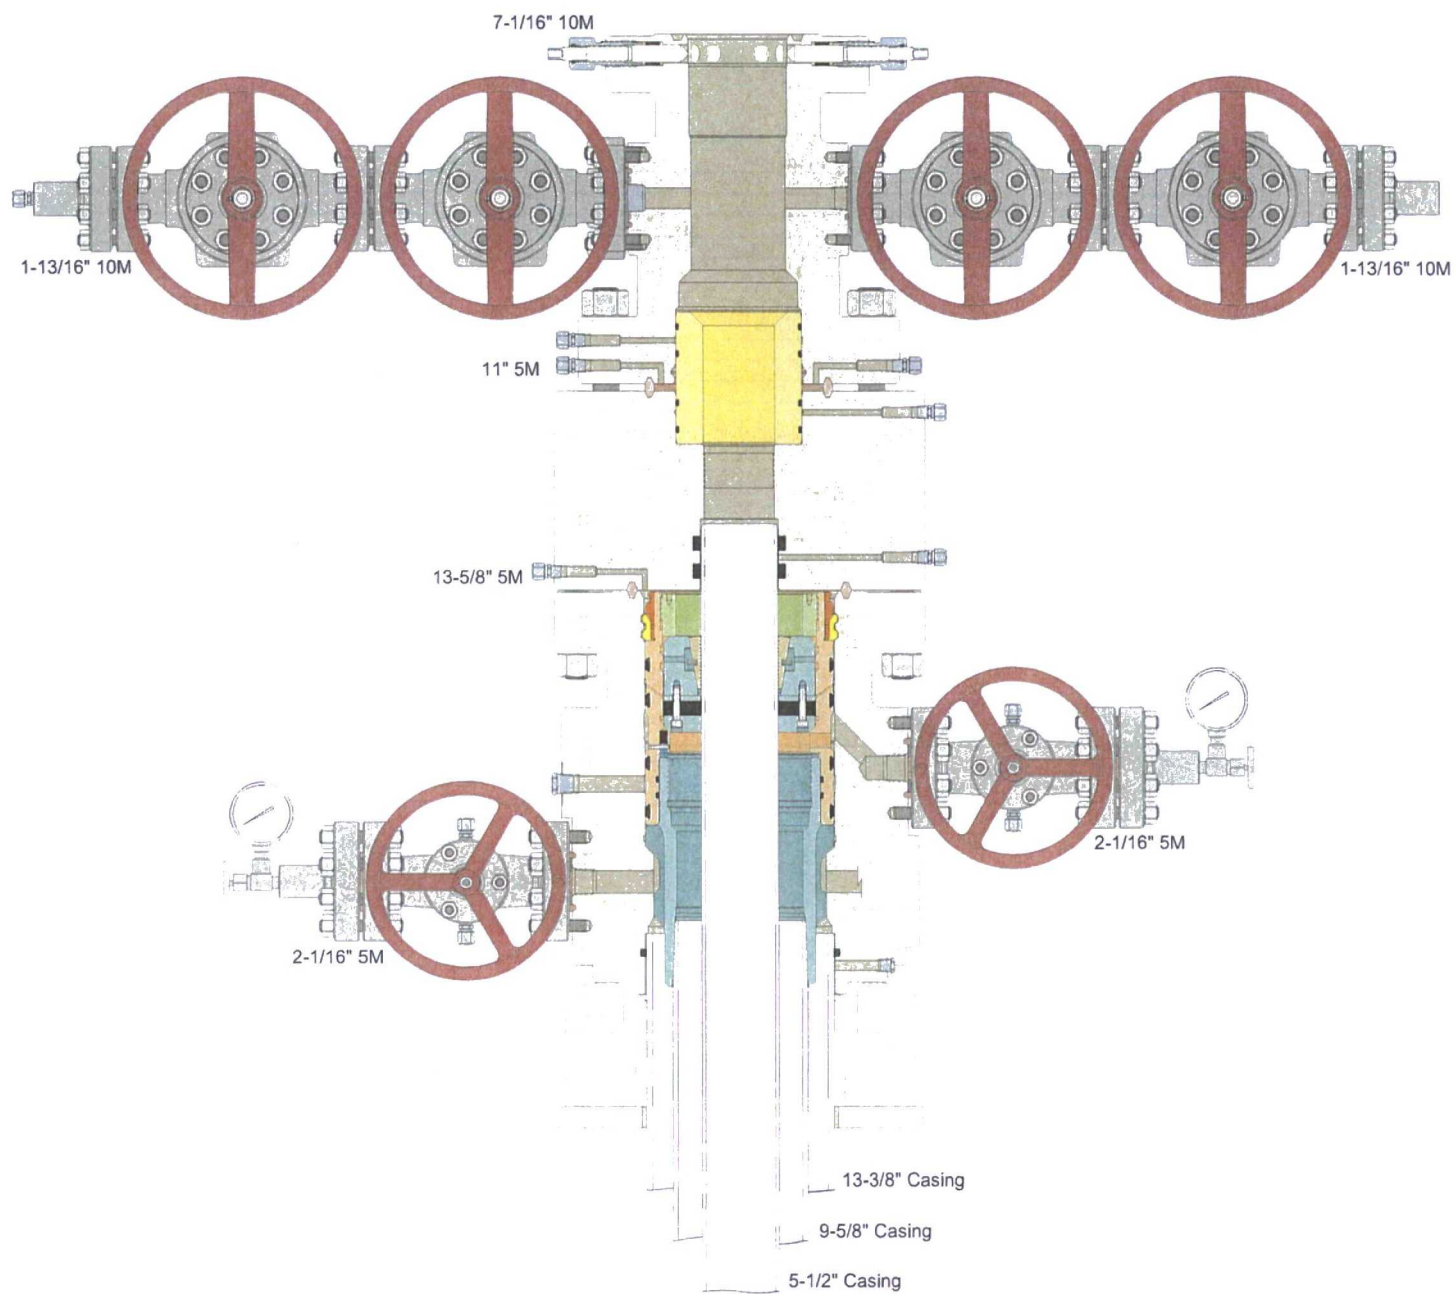 7-1/16" 10M
1-13/16" 10M
1-13/16" 10M
11" 5M
13-5/8" 5M
2-1/16" 5M
2-1/16" 5M
13-3/8" Casing
9-5/8" Casing
5-1/2" Casing